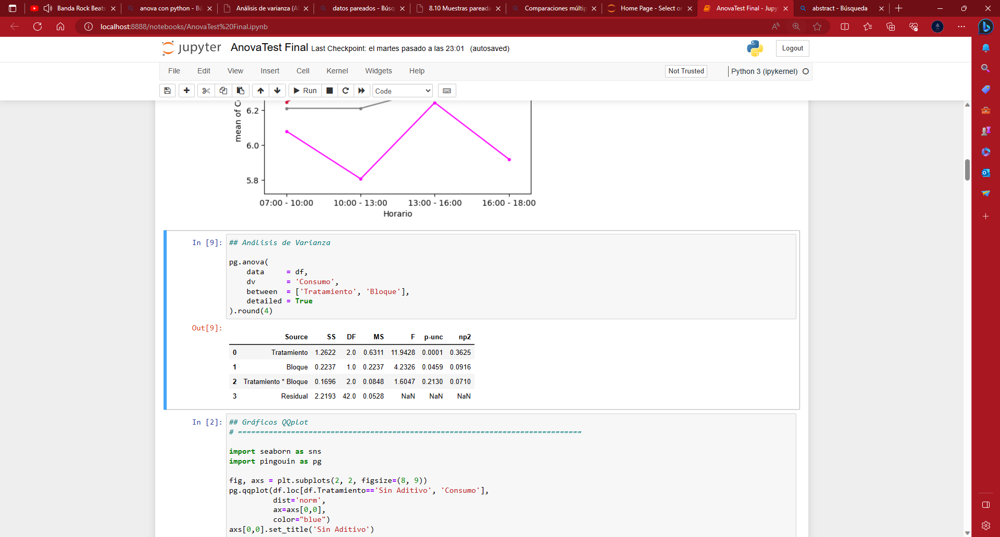 Banda Rock Beats
anova con python - Bú
Análisis de varianza (A
datos pareados - Búsq
8.10 Muestras pareada
Comparaciones múltip
Home Page - Select or
AnovaTest Final - Jupy
abstract - Búsqueda
localhost:8888/notebooks/AnovaTest%20Final.ipynb
jupyter AnovaTest Final Last Checkpoint: el martes pasado a las 23:01 (autosaved)
Logout
File Edit View Insert Cell Kernel Widgets Help
Not Trusted
Python 3 (ipykernel)
Run
Code
mean of C
6.2
6.0
5.8
07:00 - 10:00 10:00 - 13:00 13:00 - 16:00 16:00 - 18:00
Horario
In [9]:
## Análisis de Varianza
pg.anova(
data = df,
dv = 'Consumo',
between = ['Tratamiento', 'Bloque'],
detailed = True
).round(4)
Out[9]:
Source SS DF MS F p-unc np2
0 Tratamiento 1.2622 2.0 0.6311 11.9428 0.0001 0.3625
1 Bloque 0.2237 1.0 0.2237 4.2326 0.0459 0.0916
2 Tratamiento * Bloque 0.1696 2.0 0.0848 1.6047 0.2130 0.0710
3 Residual 2.2193 42.0 0.0528 NaN NaN NaN
In [2]:
## Gráficos QQplot
# ==============================================================================
import seaborn as sns
import pingouin as pg
fig, axs = plt.subplots(2, 2, figsize=(8, 9))
pg.qqplot(df.loc[df.Tratamiento=='Sin Aditivo', 'Consumo'],
dist='norm',
ax=axs[0,0],
color="blue")
axs[0,0].set_title('Sin Aditivo')